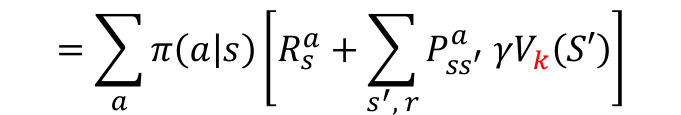 = ∑_a π(a|s) [R_s^a + ∑_{s′, r} P_{ss′}^a γV_k(S′)]